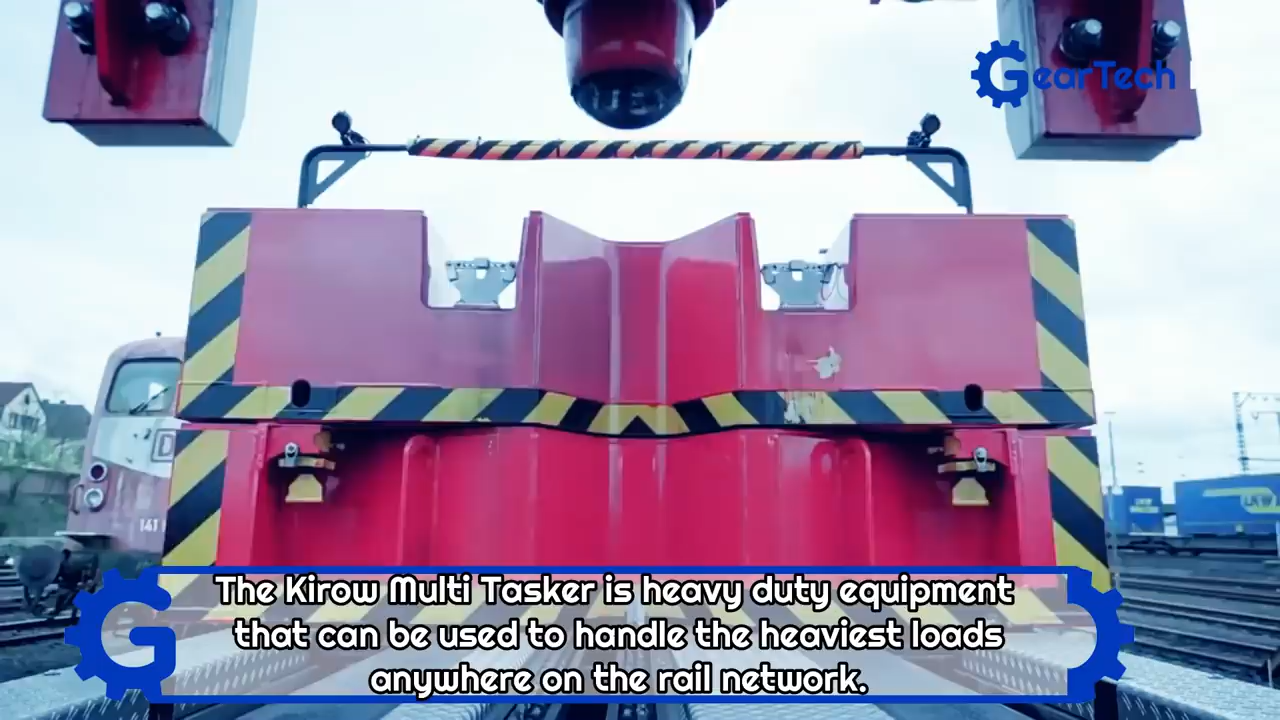 GearTech
D
141
LKW
The Kirow Multi Tasker is heavy duty equipment
that can be used to handle the heaviest loads
anywhere on the rail network.
G